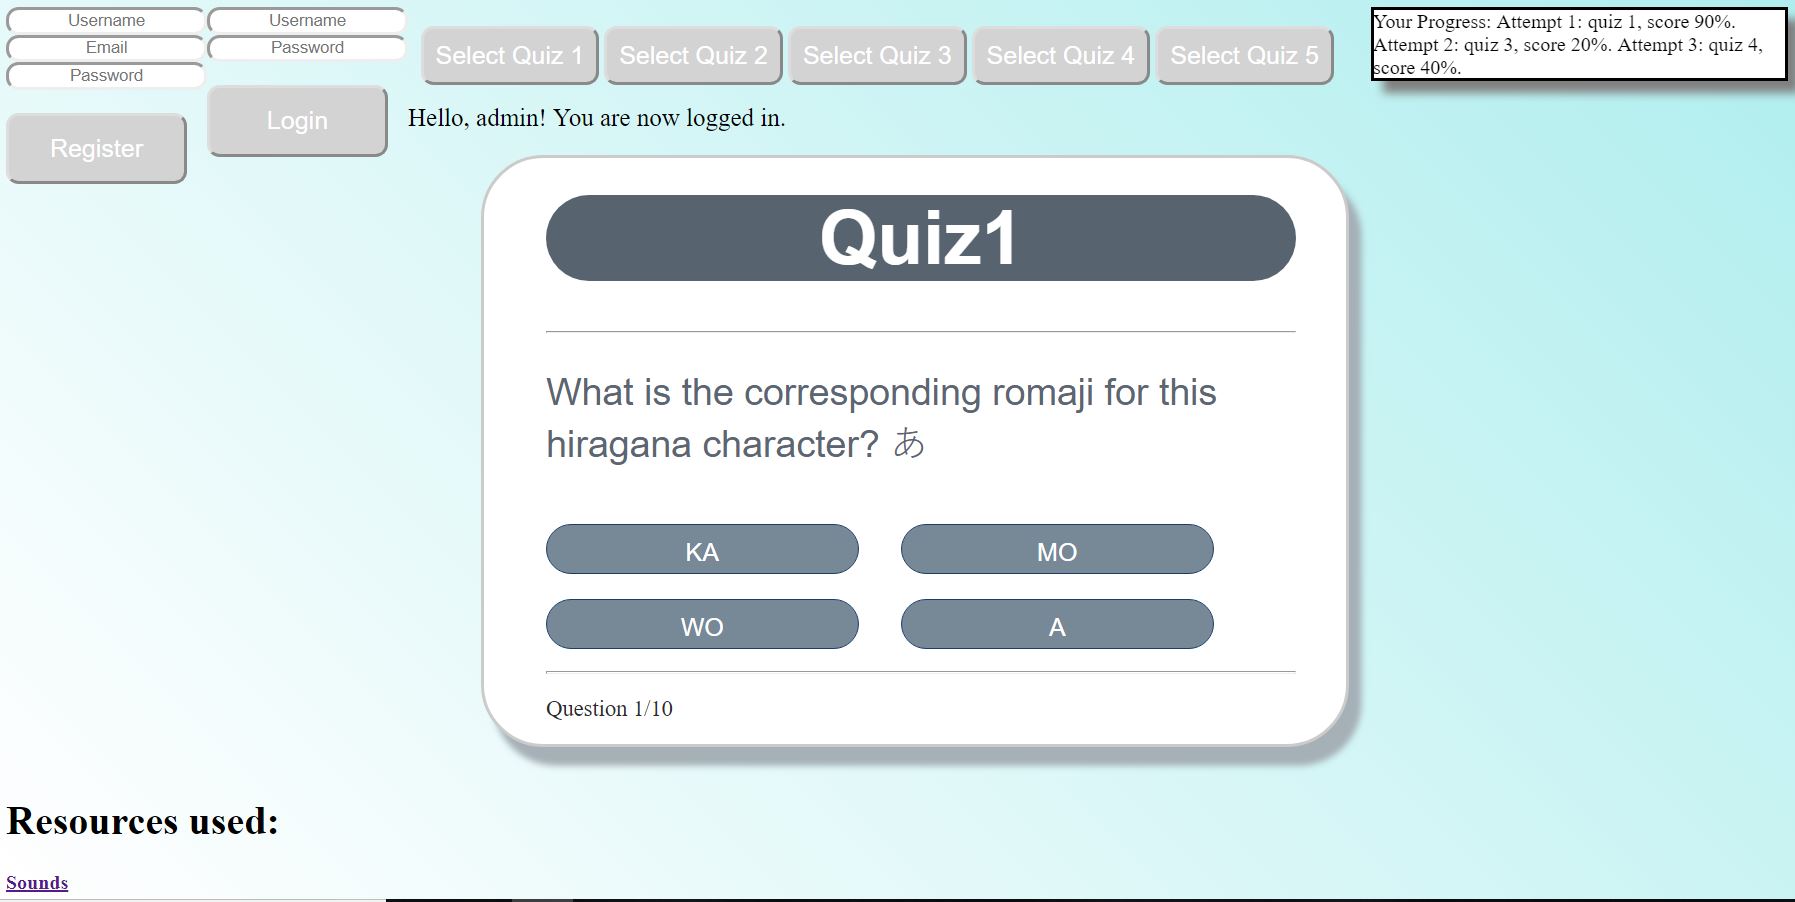 Username
Email
Password
Register
Username
Password
Login
Select Quiz 1
Select Quiz 2
Select Quiz 3
Select Quiz 4
Select Quiz 5
Your Progress: Attempt 1: quiz 1, score 90%.
Attempt 2: quiz 3, score 20%. Attempt 3: quiz 4,
score 40%.
Hello, admin! You are now logged in.
Quiz1
What is the corresponding romaji for this
hiragana character? あ
KA
MO
WO
A
Question 1/10
Resources used:
Sounds